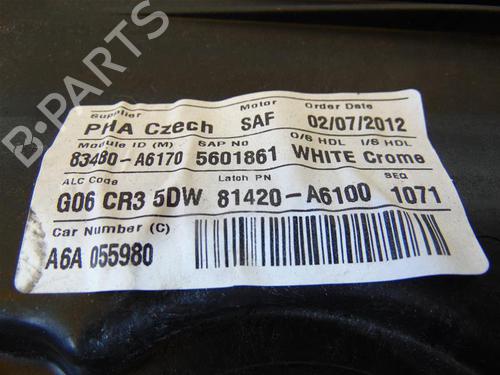 Supplier Motor Order Date
PHA Czech SAF 02/07/2012
Module ID (M) SAP No O/S HDL I/S HDL
83480-A6170 5601861 WHITE Crome
ALC Code Latch PN SEQ
G06 CR3 5DW 81420-A6100 1071
Car Number (C)
A6A 055980
B PARTS